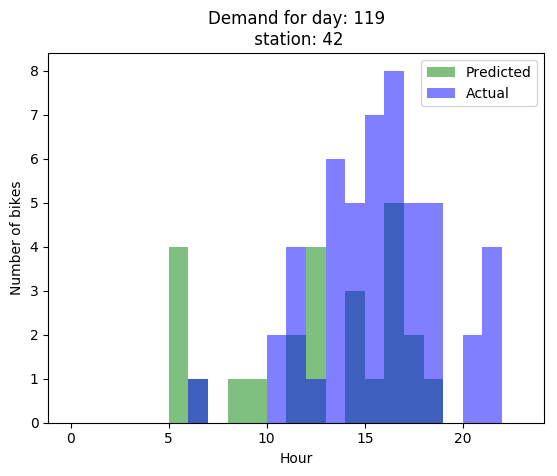 Demand for day: 119
station: 42
Predicted
Actual
Number of bikes
8
7
6
5
4
3
2
1
0
0 5 10 15 20
Hour